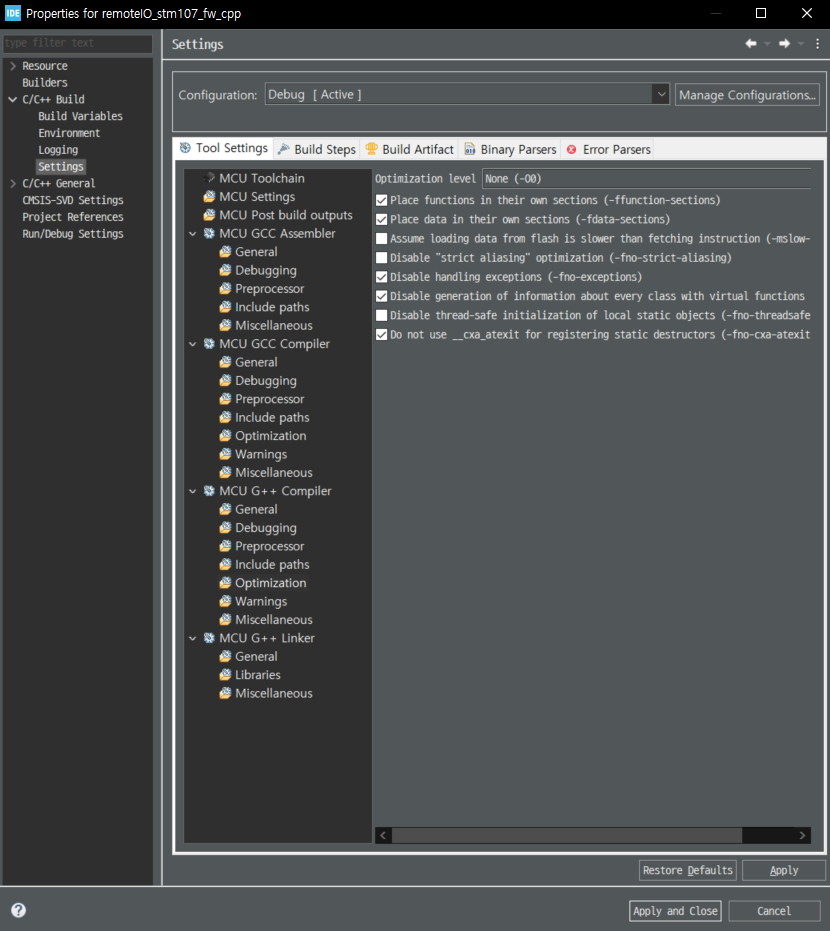 IDE Properties for remoteIO_stm107_fw_cpp
type filter text
Resource
Builders
C/C++ Build
Build Variables
Environment
Logging
Settings
C/C++ General
CMSIS-SVD Settings
Project References
Run/Debug Settings
Settings
Configuration: Debug [ Active ] Manage Configurations...
Tool Settings Build Steps Build Artifact Binary Parsers Error Parsers
MCU Toolchain
MCU Settings
MCU Post build outputs
MCU GCC Assembler
General
Debugging
Preprocessor
Include paths
Miscellaneous
MCU GCC Compiler
General
Debugging
Preprocessor
Include paths
Optimization
Warnings
Miscellaneous
MCU G++ Compiler
General
Debugging
Preprocessor
Include paths
Optimization
Warnings
Miscellaneous
MCU G++ Linker
General
Libraries
Miscellaneous
Optimization level None (-O0)
Place functions in their own sections (-ffunction-sections)
Place data in their own sections (-fdata-sections)
Assume loading data from flash is slower than fetching instruction (-mslow-
Disable "strict aliasing" optimization (-fno-strict-aliasing)
Disable handling exceptions (-fno-exceptions)
Disable generation of information about every class with virtual functions
Disable thread-safe initialization of local static objects (-fno-threadsafe
Do not use __cxa_atexit for registering static destructors (-fno-cxa-atexit
Restore Defaults Apply
Apply and Close Cancel